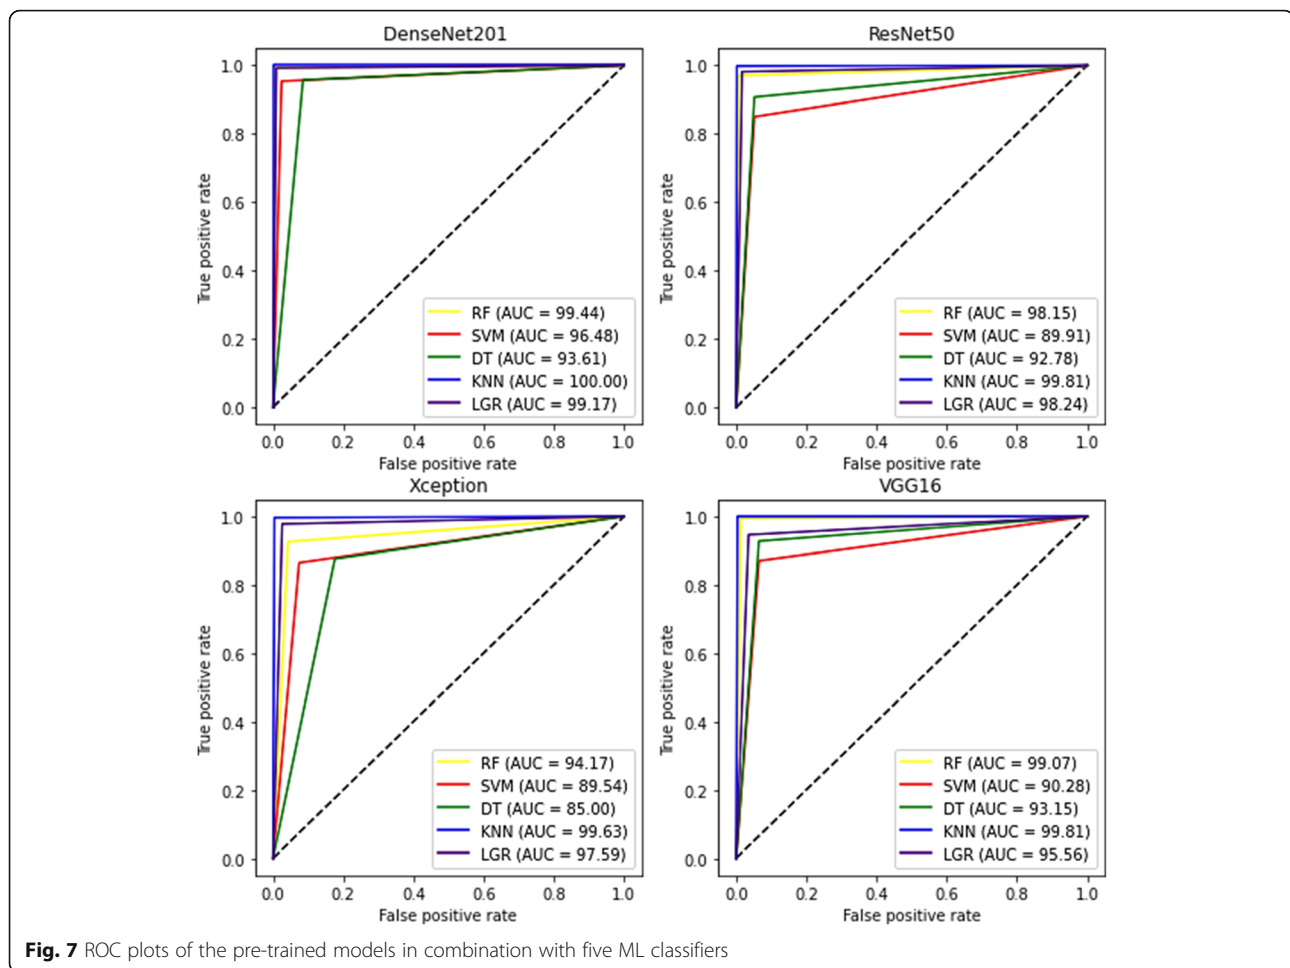 DenseNet201
True positive rate
1.0
0.8
0.6
0.4
0.2
0.0
RF (AUC = 99.44)
SVM (AUC = 96.48)
DT (AUC = 93.61)
KNN (AUC = 100.00)
LGR (AUC = 99.17)
0.0 0.2 0.4 0.6 0.8 1.0
False positive rate
ResNet50
True positive rate
1.0
0.8
0.6
0.4
0.2
0.0
RF (AUC = 98.15)
SVM (AUC = 89.91)
DT (AUC = 92.78)
KNN (AUC = 99.81)
LGR (AUC = 98.24)
0.0 0.2 0.4 0.6 0.8 1.0
False positive rate
Xception
True positive rate
1.0
0.8
0.6
0.4
0.2
0.0
RF (AUC = 94.17)
SVM (AUC = 89.54)
DT (AUC = 85.00)
KNN (AUC = 99.63)
LGR (AUC = 97.59)
0.0 0.2 0.4 0.6 0.8 1.0
False positive rate
VGG16
True positive rate
1.0
0.8
0.6
0.4
0.2
0.0
RF (AUC = 99.07)
SVM (AUC = 90.28)
DT (AUC = 93.15)
KNN (AUC = 99.81)
LGR (AUC = 95.56)
0.0 0.2 0.4 0.6 0.8 1.0
False positive rate
Fig. 7 ROC plots of the pre-trained models in combination with five ML classifiers